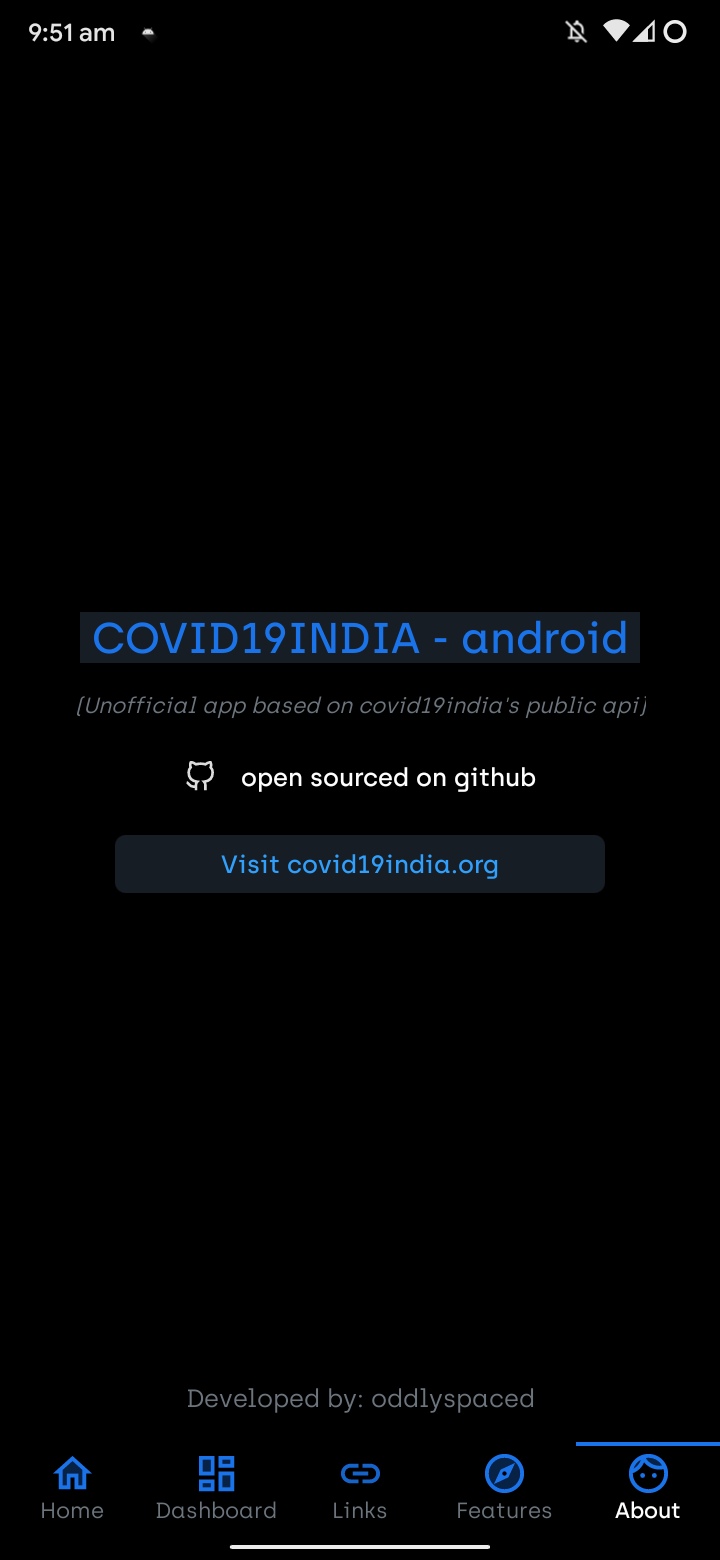 9:51 am
COVID19INDIA - android
(Unofficial app based on covid19india's public api)
open sourced on github
Visit covid19india.org
Developed by: oddlyspaced
Home Dashboard Links Features About